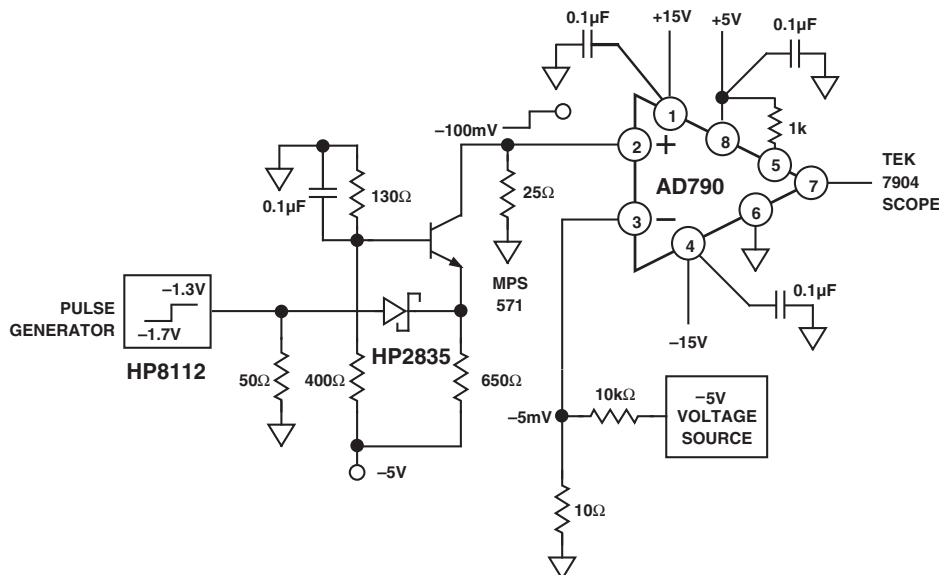 0.1µF
+15V
+5V
0.1µF
–100mV
1
8
1k
2
+
5
130Ω
0.1µF
25Ω
AD790
7
TEK
7904
SCOPE
3
–
6
4
MPS
571
0.1µF
–15V
PULSE
GENERATOR
–1.3V
–1.7V
HP8112
HP2835
50Ω
400Ω
650Ω
–5mV
10kΩ
–5V
VOLTAGE
SOURCE
–5V
10Ω